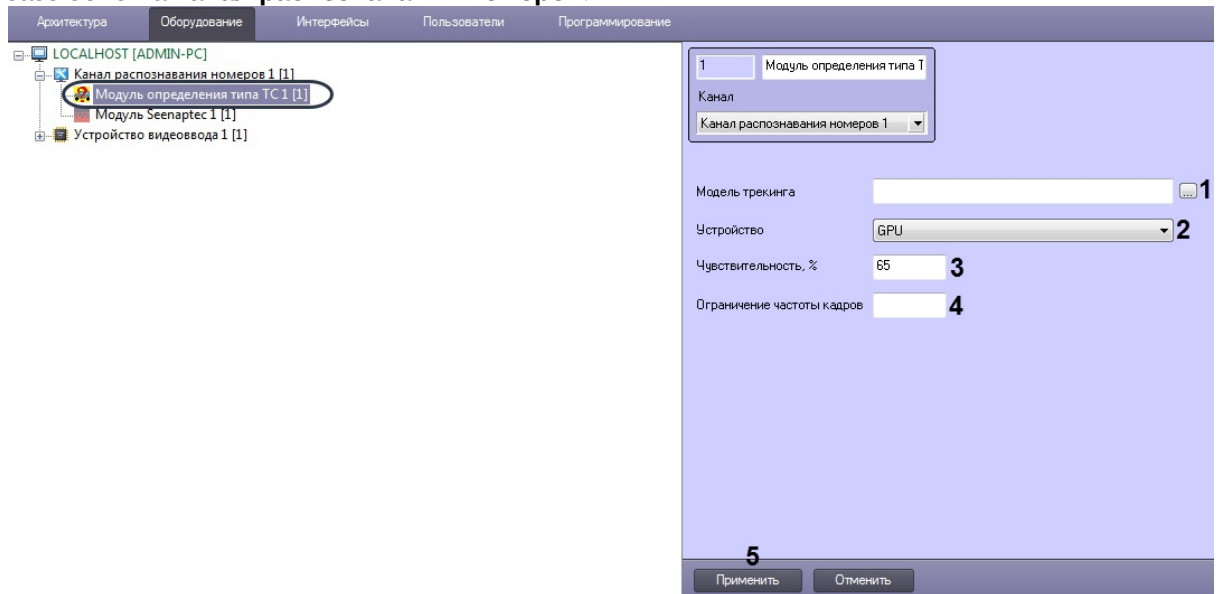 Архитектура Оборудование Интерфейсы Пользователи Программирование
LOCALHOST [ADMIN-PC]
Канал распознавания номеров 1 [1]
Модуль определения типа ТС 1 [1]
Модуль Seenaptec 1 [1]
Устройство видеоввода 1 [1]
1 Модуль определения типа Т
Канал
Канал распознавания номеров 1
Модель трекинга ... 1
Устройство GPU 2
Чувствительность, % 65 3
Ограничение частоты кадров 4
5
Применить Отменить